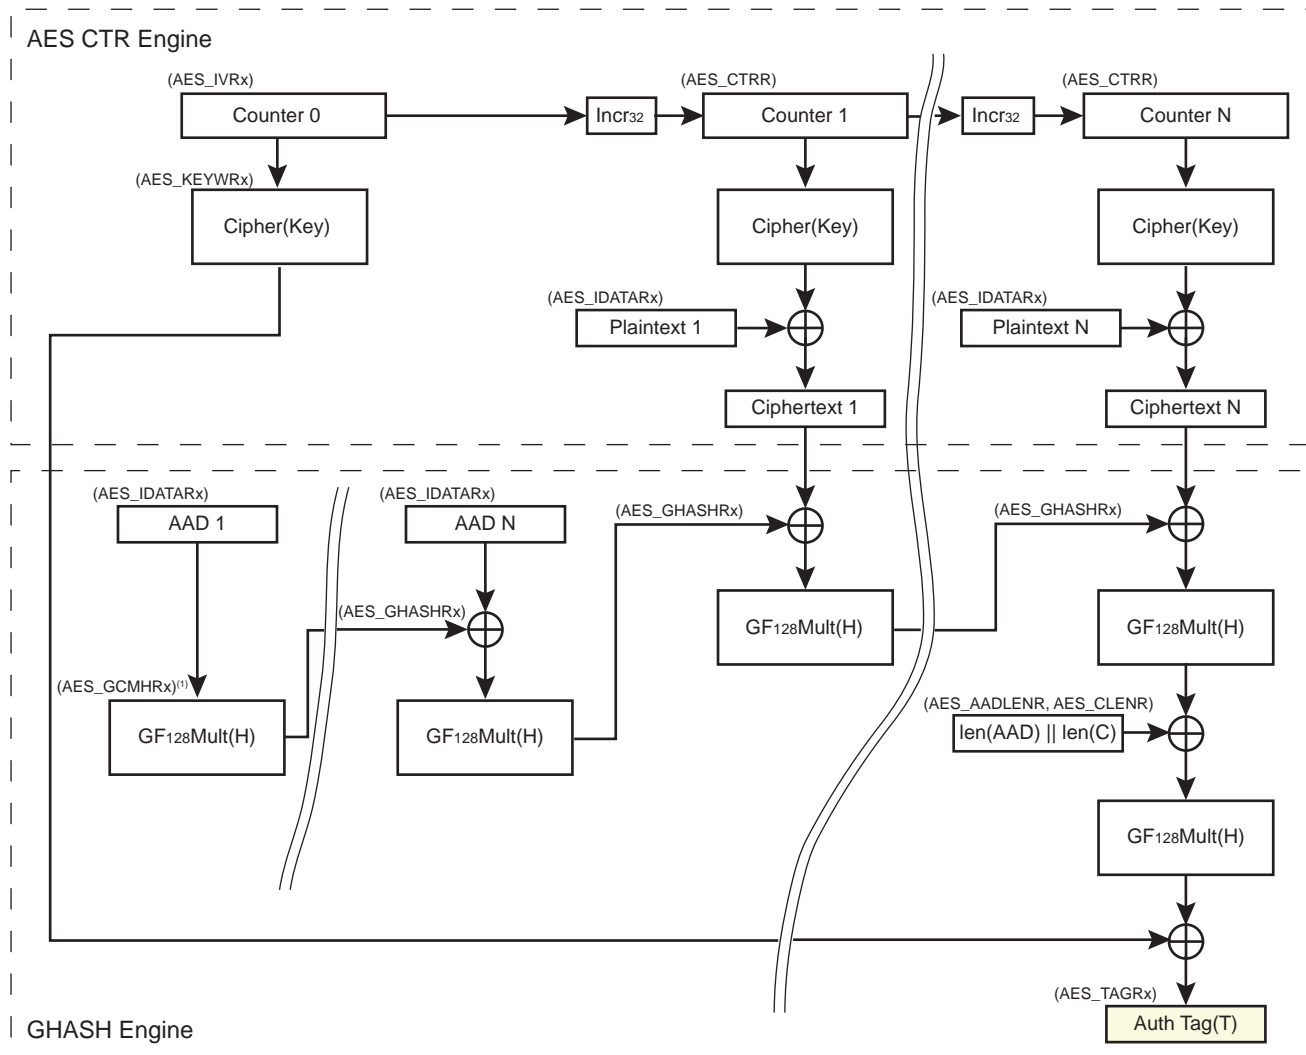 AES CTR Engine
(AES_IVRx)
Counter 0
Incr32
(AES_CTRR)
Counter 1
Incr32
(AES_CTRR)
Counter N
(AES_KEYWRx)
Cipher(Key)
Cipher(Key)
Cipher(Key)
(AES_IDATARx)
Plaintext 1
(AES_IDATARx)
Plaintext N
Ciphertext 1
Ciphertext N
(AES_IDATARx)
AAD 1
(AES_IDATARx)
AAD N
(AES_GHASHRx)
(AES_GHASHRx)
(AES_GHASHRx)
GF128Mult(H)
GF128Mult(H)
(AES_GCMHRx)(1)
GF128Mult(H)
GF128Mult(H)
(AES_AADLENR, AES_CLENR)
len(AAD) || len(C)
GF128Mult(H)
(AES_TAGRx)
Auth Tag(T)
GHASH Engine